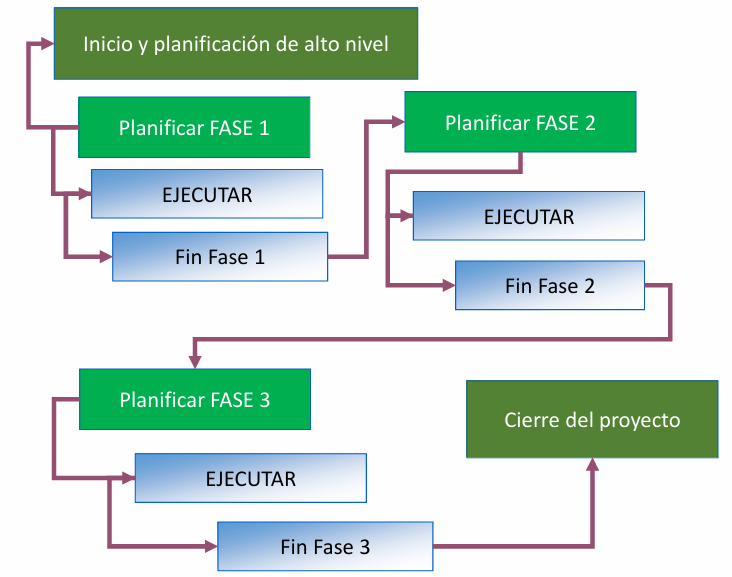 Inicio y planificación de alto nivel
Planificar FASE 1
EJECUTAR
Fin Fase 1
Planificar FASE 2
EJECUTAR
Fin Fase 2
Planificar FASE 3
EJECUTAR
Fin Fase 3
Cierre del proyecto